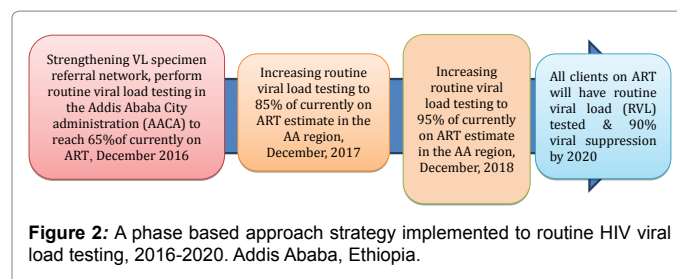 Strengthening VL specimen
referral network, perform
routine viral load testing in
the Addis Ababa City
administration (AACA) to
reach 65%of currently on
ART, December 2016
Increasing routine
viral load testing to
85% of currently on
ART estimate in the
AA region,
December, 2017
Increasing
routine viral
load testing to
95% of currently
on ART estimate
in the AA region,
December, 2018
All clients on ART
will have routine
viral load (RVL)
tested & 90%
viral suppression
by 2020
Figure 2: A phase based approach strategy implemented to routine HIV viral
load testing, 2016-2020. Addis Ababa, Ethiopia.